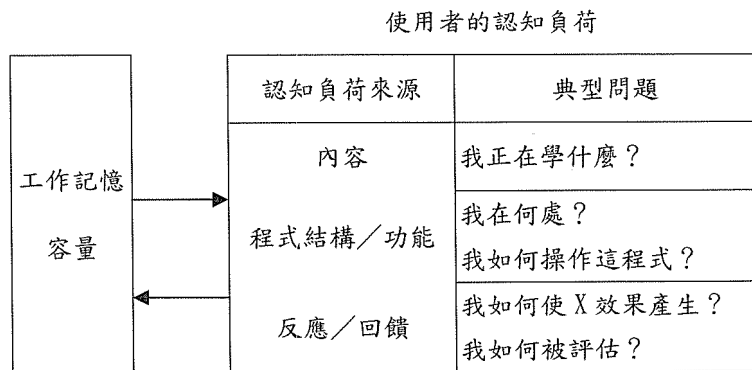 使用者的認知負荷
認知負荷來源
典型問題
工作記憶
容量
內容
我正在學什麼？
程式結構／功能
我在何處？
我如何操作這程式？
反應／回饋
我如何使 X 效果產生？
我如何被評估？